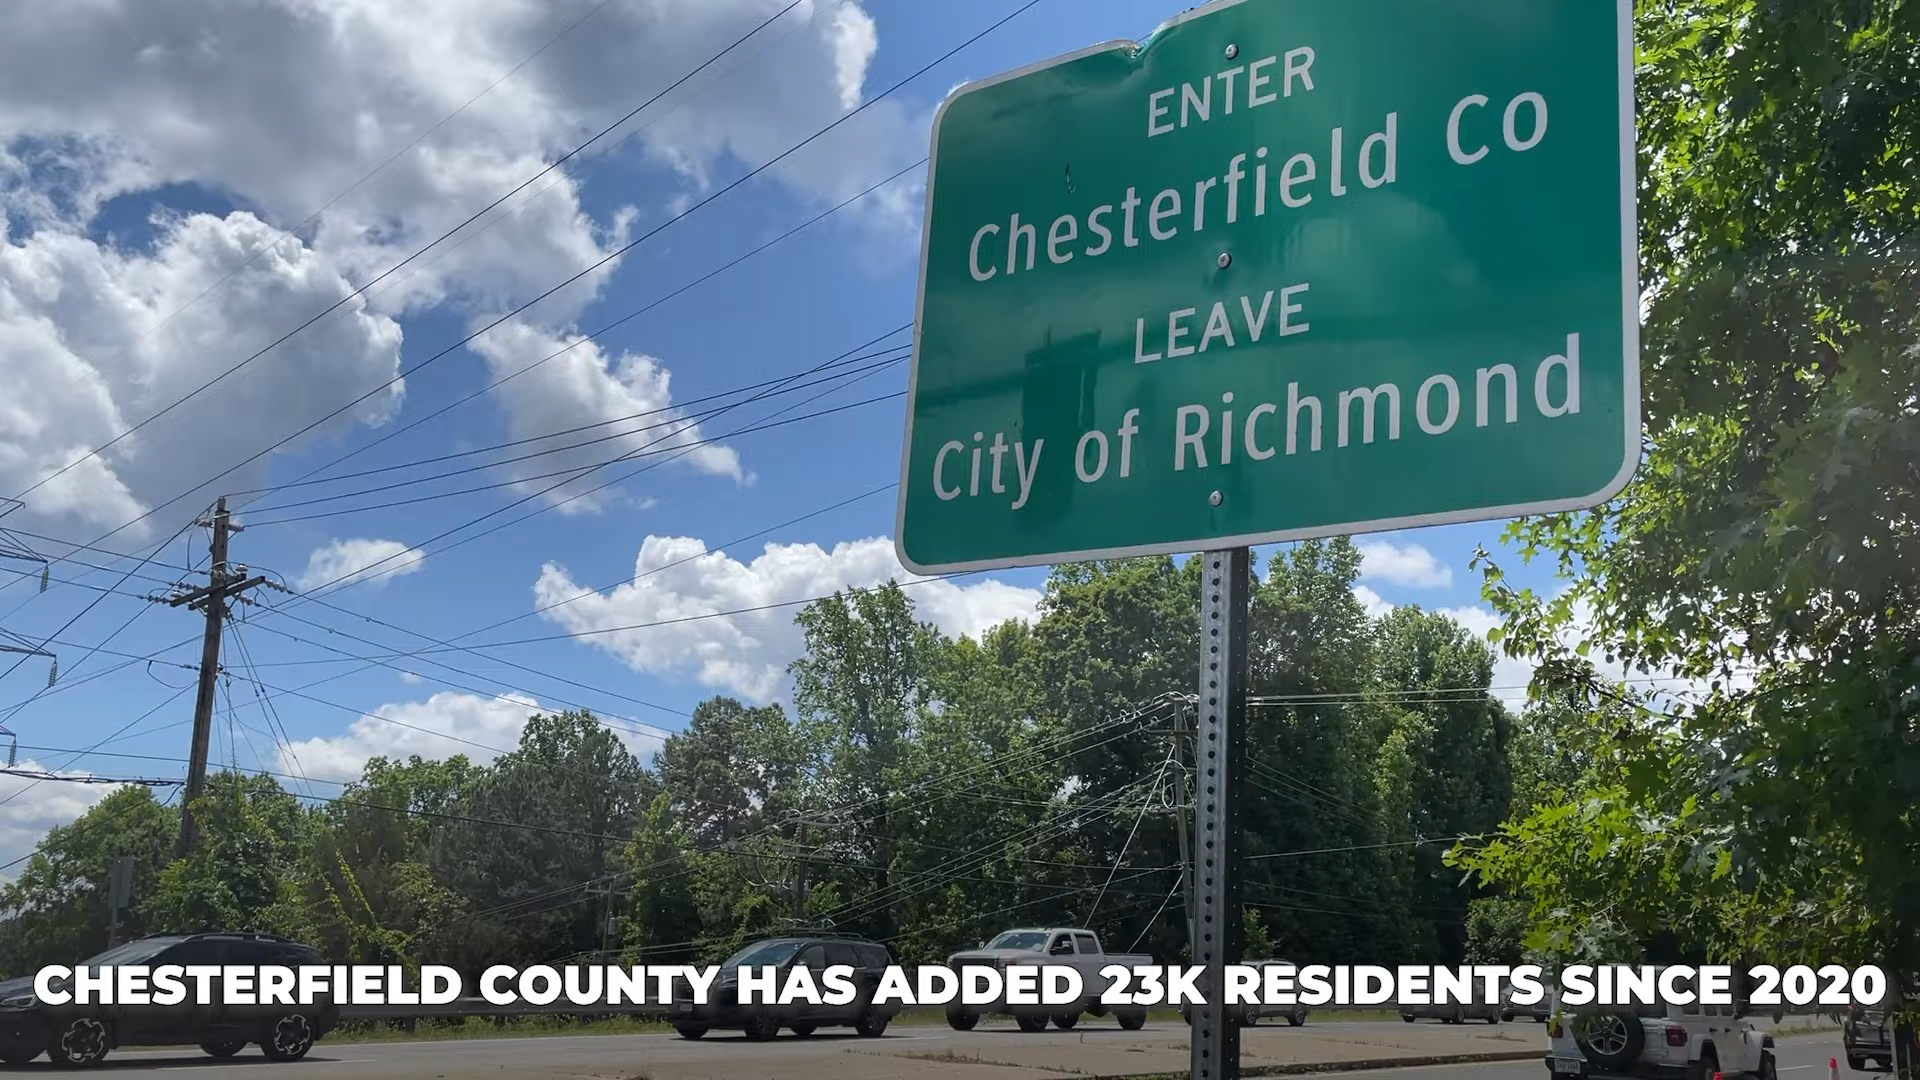 ENTER
Chesterfield Co
LEAVE
City of Richmond
CHESTERFIELD COUNTY HAS ADDED 23K RESIDENTS SINCE 2020